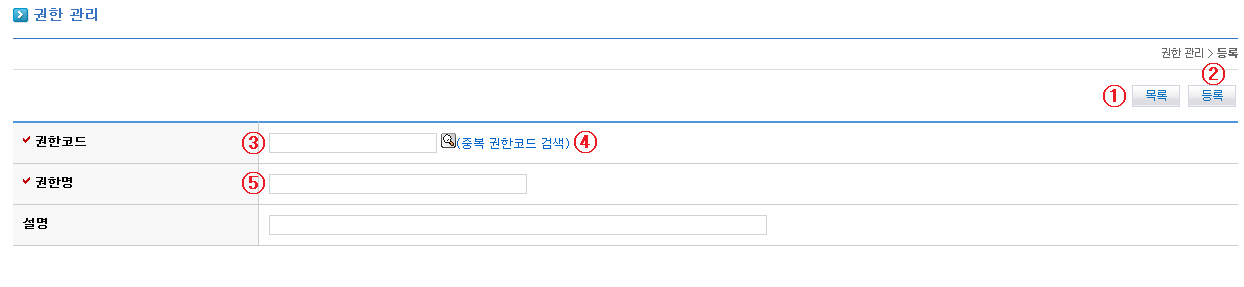 권한 관리
권한 관리 > 등록
②
① 목록 등록
권한코드 ③ (중복 권한코드 검색) ④
권한명 ⑤
설명